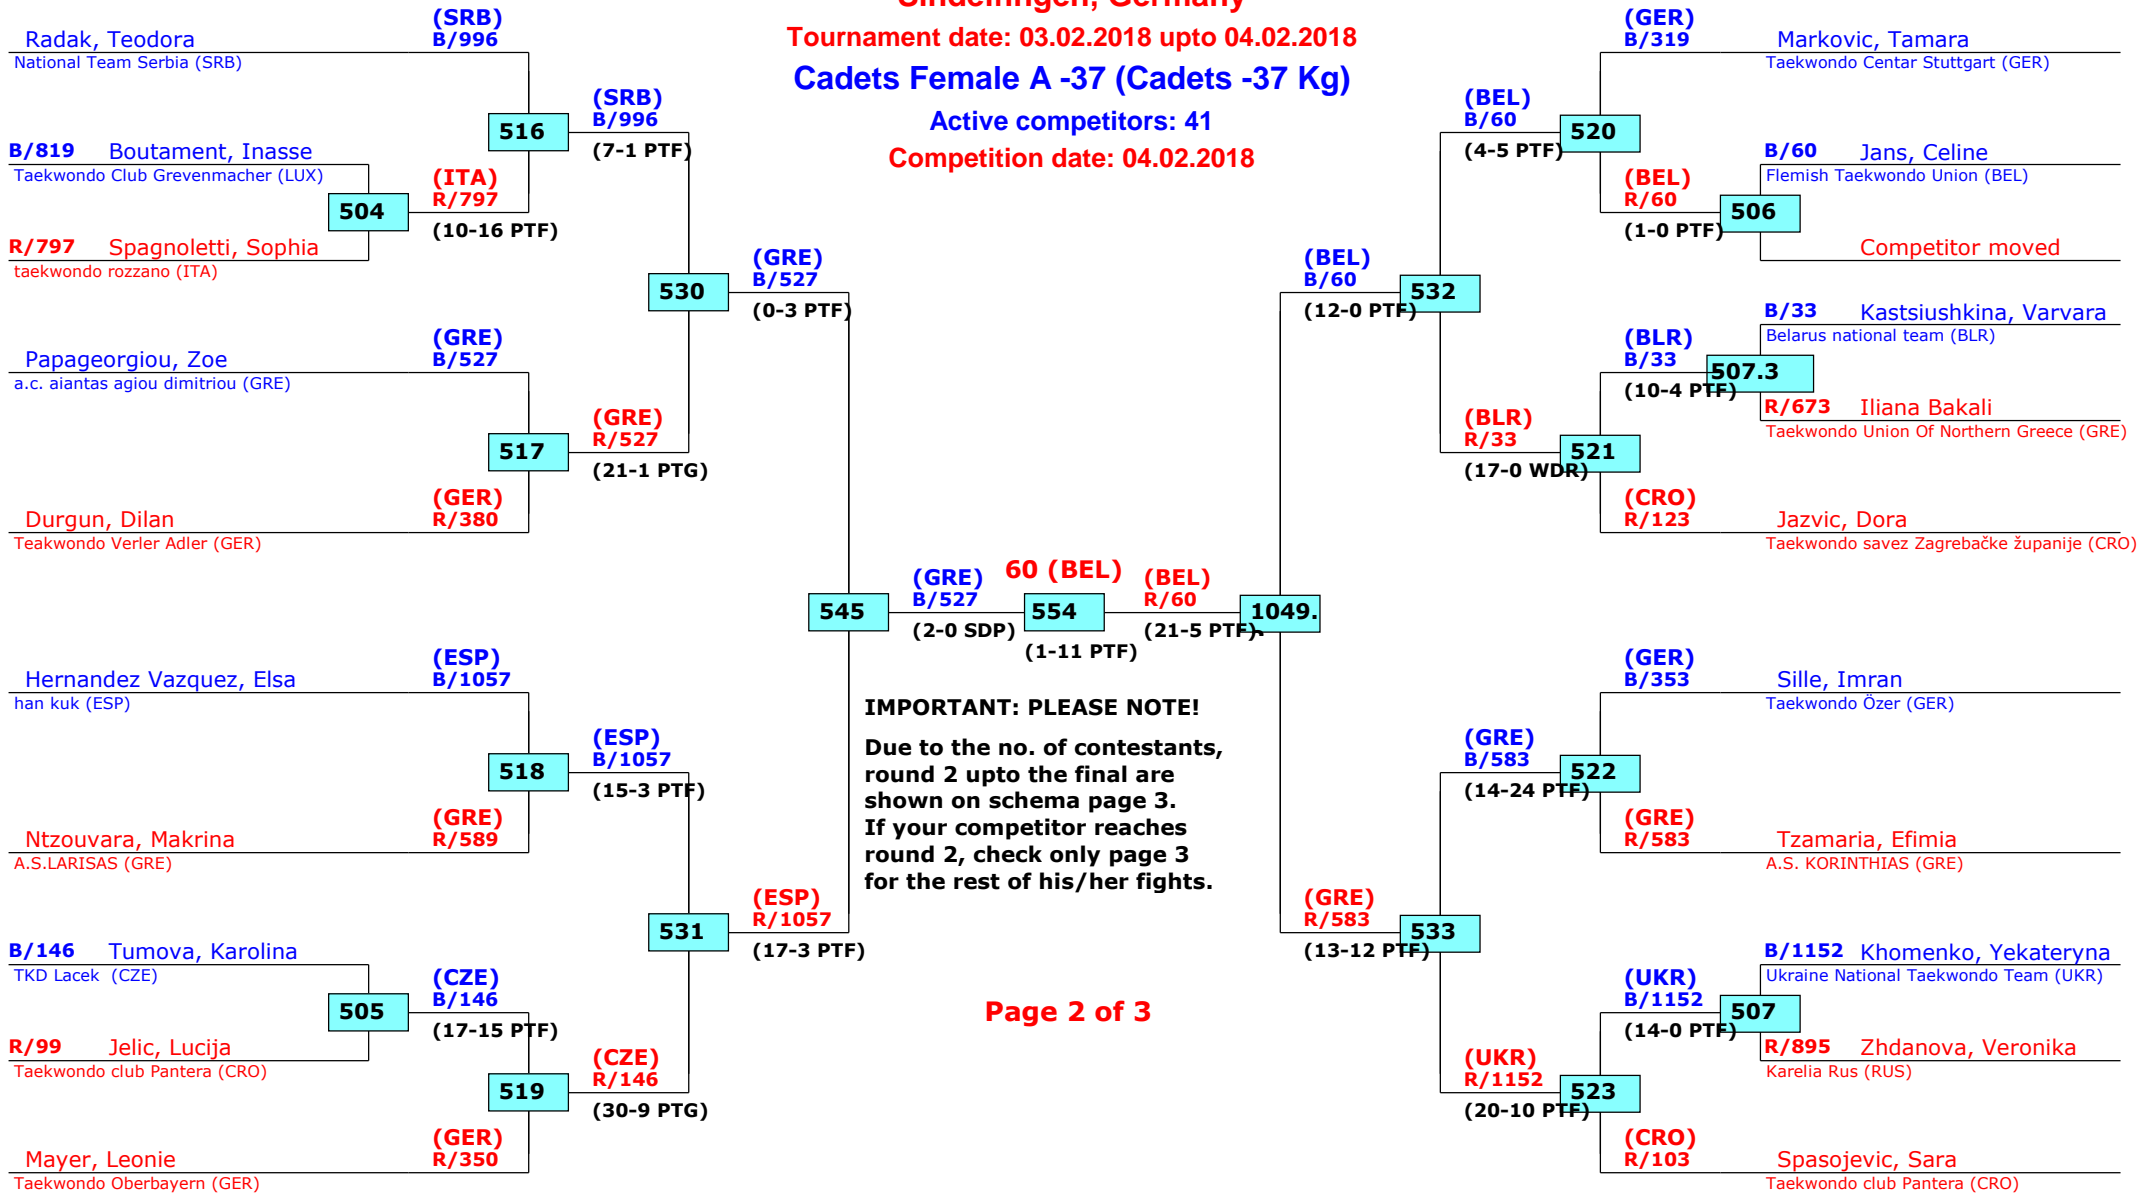 Sindelfingen, Germany
Tournament date: 03.02.2018 upto 04.02.2018
Cadets Female A -37 (Cadets -37 Kg)
Active competitors: 41
Competition date: 04.02.2018
(SRB)
Radak, Teodora B/996
National Team Serbia (SRB)
(SRB)
B/996
516
(7-1 PTF)
B/819 Boutament, Inasse
Taekwondo Club Grevenmacher (LUX)
(ITA)
R/797
504
(10-16 PTF)
R/797 Spagnoletti, Sophia
taekwondo rozzano (ITA)
(GRE)
B/527
530
(0-3 PTF)
(GRE)
Papageorgiou, Zoe B/527
a.c. aiantas agiou dimitriou (GRE)
(GRE)
R/527
517
(21-1 PTG)
(GER)
Durgun, Dilan R/380
Teakwondo Verler Adler (GER)
545
(GRE)
B/527
(2-0 SDP)
60 (BEL)
554
(1-11 PTF)
(BEL)
R/60
(21-5 PTF)
1049.
(ESP)
Hernandez Vazquez, Elsa B/1057
han kuk (ESP)
(ESP)
B/1057
518
(15-3 PTF)
(GRE)
Ntzouvara, Makrina R/589
A.S.LARISAS (GRE)
(ESP)
R/1057
531
(17-3 PTF)
B/146 Tumova, Karolina
TKD Lacek (CZE)
(CZE)
B/146
505
(17-15 PTF)
R/99 Jelic, Lucija
Taekwondo club Pantera (CRO)
(CZE)
R/146
519
(30-9 PTG)
(GER)
Mayer, Leonie R/350
Taekwondo Oberbayern (GER)
IMPORTANT: PLEASE NOTE!
Due to the no. of contestants,
round 2 upto the final are
shown on schema page 3.
If your competitor reaches
round 2, check only page 3
for the rest of his/her fights.
Page 2 of 3
(GER)
B/319 Markovic, Tamara
Taekwondo Centar Stuttgart (GER)
(BEL)
B/60
520
(4-5 PTF)
B/60 Jans, Celine
Flemish Taekwondo Union (BEL)
(BEL)
R/60
506
(1-0 PTF)
Competitor moved
(BEL)
B/60
532
(12-0 PTF)
B/33 Kastsiushkina, Varvara
Belarus national team (BLR)
(BLR)
B/33
507.3
(10-4 PTF)
R/673 Iliana Bakali
Taekwondo Union Of Northern Greece (GRE)
(BLR)
R/33
521
(17-0 WDR)
(CRO)
R/123 Jazvic, Dora
Taekwondo savez Zagrebačke županije (CRO)
(GER)
B/353 Sille, Imran
Taekwondo Özer (GER)
(GRE)
B/583
522
(14-24 PTF)
(GRE)
R/583 Tzamaria, Efimia
A.S. KORINTHIAS (GRE)
(GRE)
R/583
533
(13-12 PTF)
B/1152 Khomenko, Yekateryna
Ukraine National Taekwondo Team (UKR)
(UKR)
B/1152
507
(14-0 PTF)
R/895 Zhdanova, Veronika
Karelia Rus (RUS)
(UKR)
R/1152
523
(20-10 PTF)
(CRO)
R/103 Spasojevic, Sara
Taekwondo club Pantera (CRO)